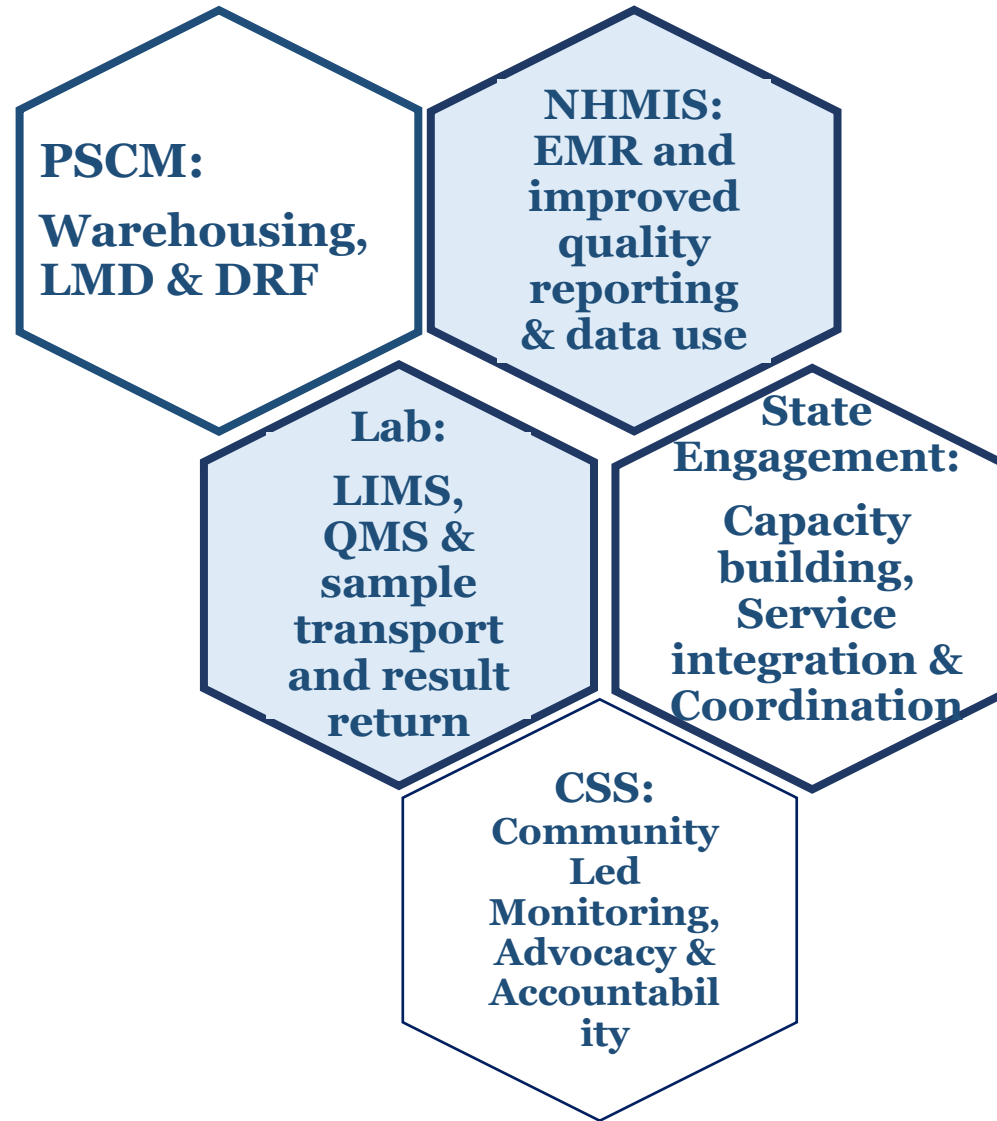 PSCM:
Warehousing,
LMD & DRF
NHMIS:
EMR and
improved
quality
reporting
& data use
Lab:
LIMS,
QMS &
sample
transport
and result
return
State
Engagement:
Capacity
building,
Service
integration &
Coordination
CSS:
Community
Led
Monitoring,
Advocacy &
Accountabil
ity